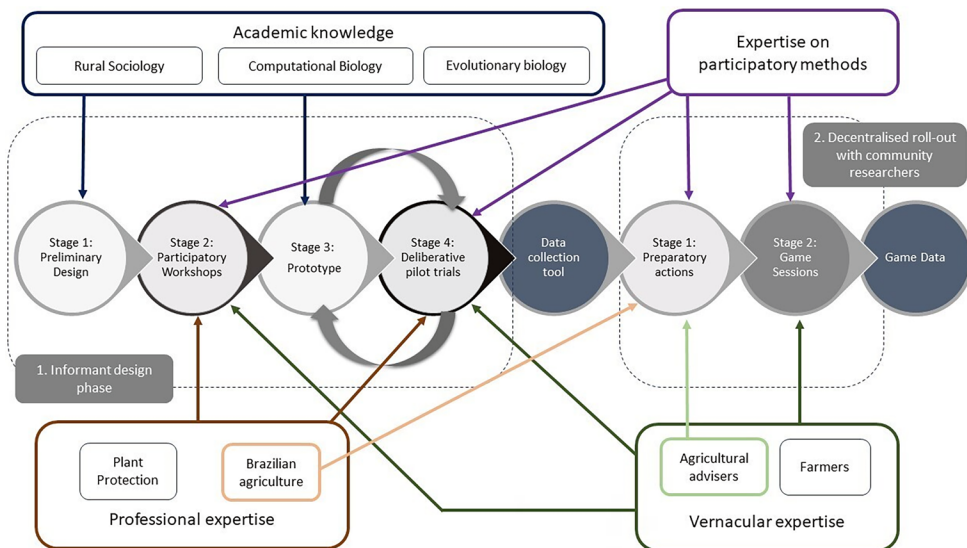 Academic knowledge
Rural Sociology
Computational Biology
Evolutionary biology
Expertise on
participatory methods
2. Decentralised roll-out
with community
researchers
Stage 1:
Preliminary
Design
Stage 2:
Participatory
Workshops
Stage 3:
Prototype
Stage 4:
Deliberative
pilot trials
Data
collection
tool
Stage 1:
Preparatory
actions
Stage 2:
Game
Sessions
Game Data
1. Informant design
phase
Plant
Protection
Brazilian
agriculture
Professional expertise
Agricultural
advisers
Farmers
Vernacular expertise